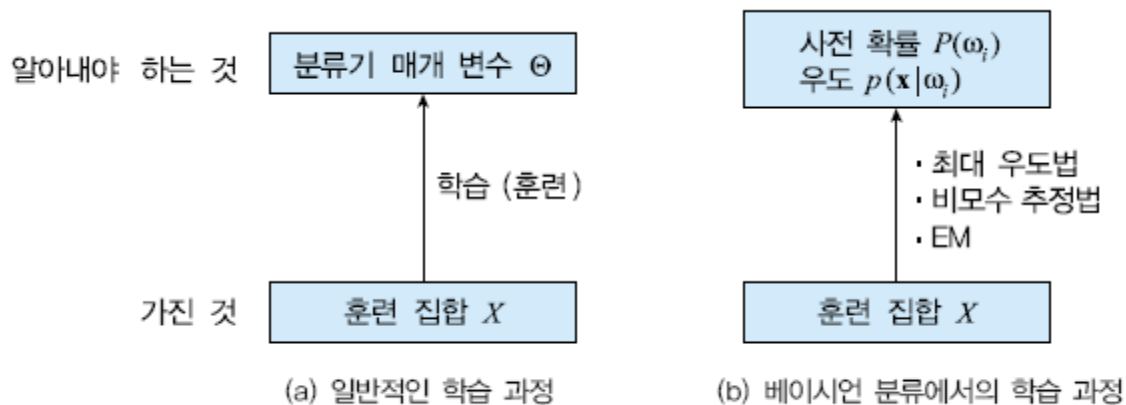 알아내야 하는 것
분류기 매개 변수 Θ
사전 확률 P(ωᵢ)
우도 p(x|ωᵢ)
학습 (훈련)
· 최대 우도법
· 비모수 추정법
· EM
가진 것
훈련 집합 X
훈련 집합 X
(a) 일반적인 학습 과정
(b) 베이시언 분류에서의 학습 과정